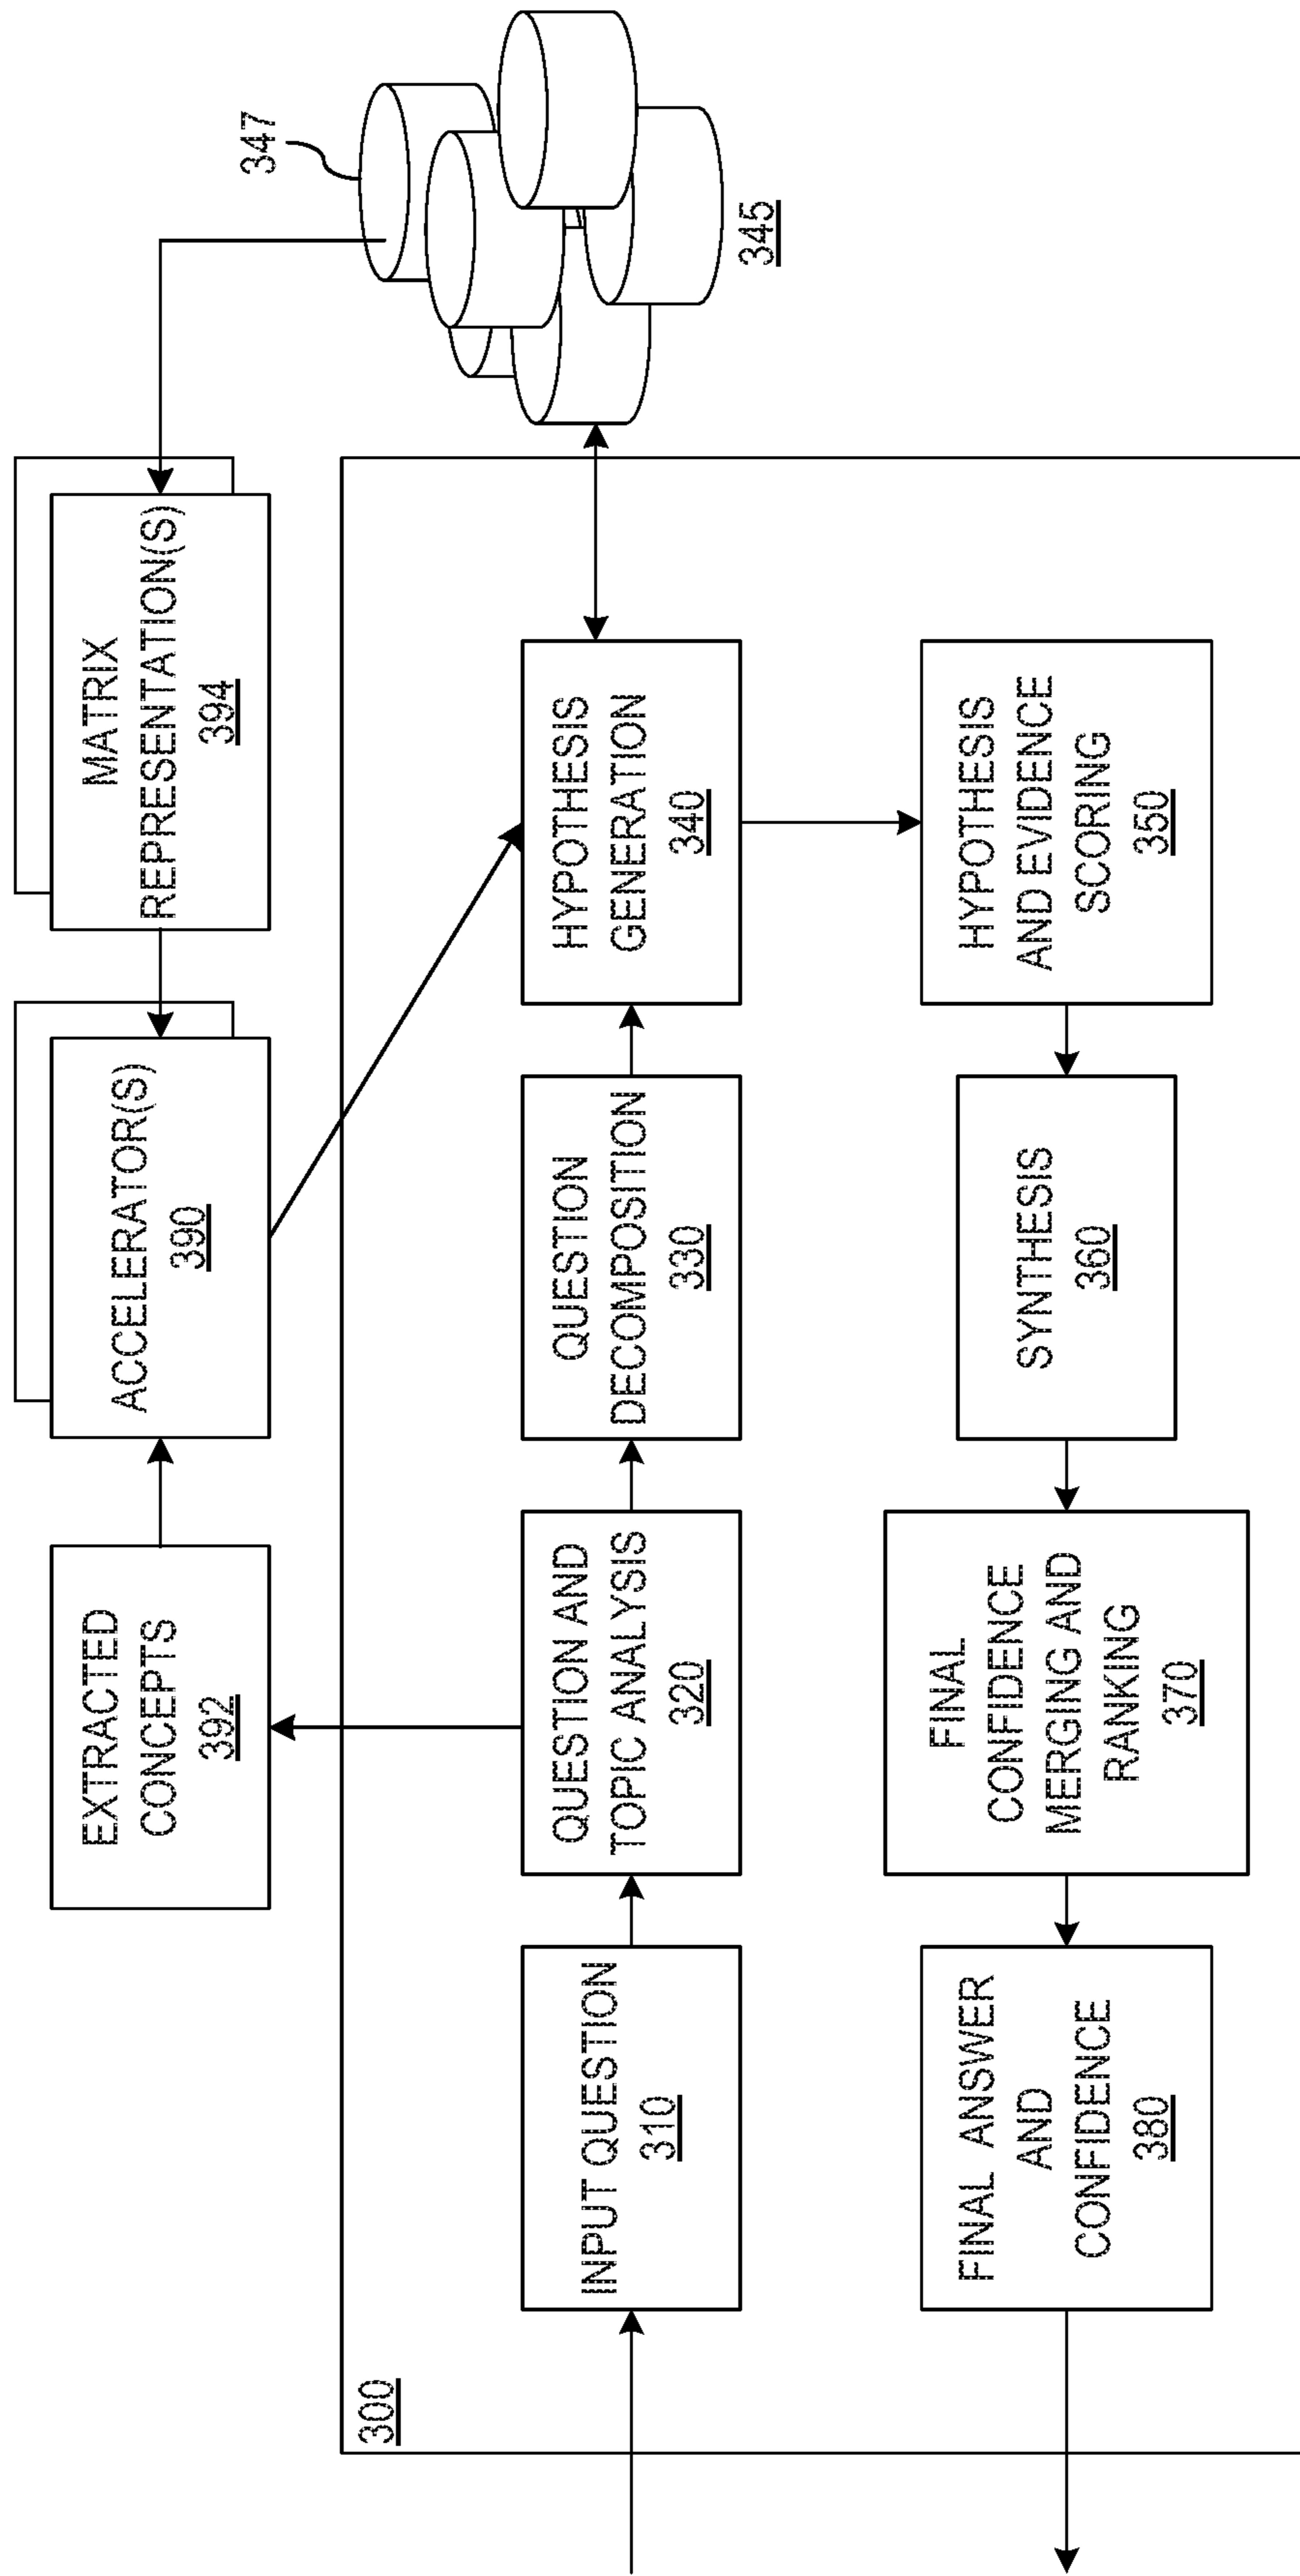 EXTRACTED
CONCEPTS
392
ACCELERATOR(S)
390
MATRIX
REPRESENTATION(S)
394
347
345
300
INPUT QUESTION
310
QUESTION AND
TOPIC ANALYSIS
320
QUESTION
DECOMPOSITION
330
HYPOTHESIS
GENERATION
340
FINAL ANSWER
AND
CONFIDENCE
380
FINAL
CONFIDENCE
MERGING AND
RANKING
370
SYNTHESIS
360
HYPOTHESIS
AND EVIDENCE
SCORING
350